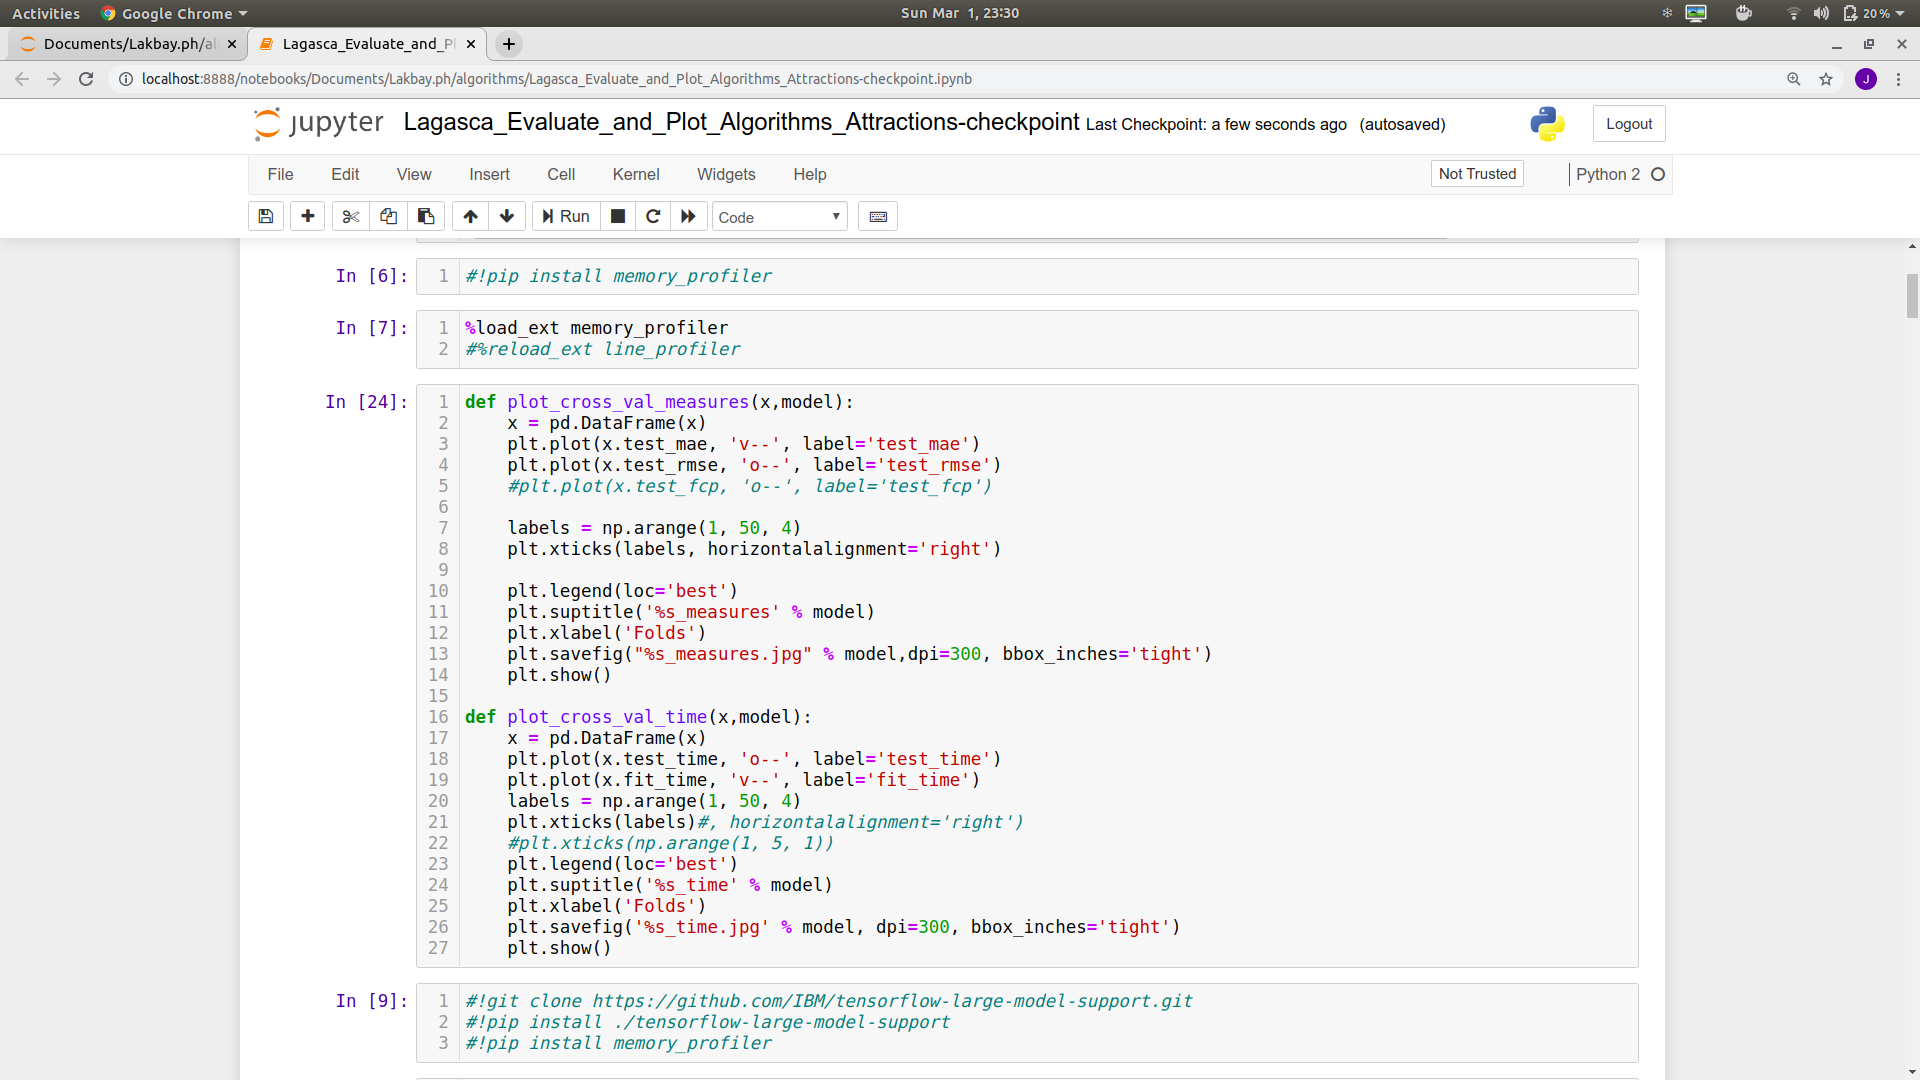 Activities Google Chrome Sun Mar 1, 23:30 20 %
Documents/Lakbay.ph/al Lagasca_Evaluate_and_Pl
localhost:8888/notebooks/Documents/Lakbay.ph/algorithms/Lagasca_Evaluate_and_Plot_Algorithms_Attractions-checkpoint.ipynb J
jupyter Lagasca_Evaluate_and_Plot_Algorithms_Attractions-checkpoint Last Checkpoint: a few seconds ago (autosaved) Logout
File Edit View Insert Cell Kernel Widgets Help Not Trusted Python 2
Run Code
In [6]: 1 #!pip install memory_profiler
In [7]: 1 %load_ext memory_profiler
2 #%reload_ext line_profiler
In [24]: 1 def plot_cross_val_measures(x,model):
2     x = pd.DataFrame(x)
3     plt.plot(x.test_mae, 'v--', label='test_mae')
4     plt.plot(x.test_rmse, 'o--', label='test_rmse')
5     #plt.plot(x.test_fcp, 'o--', label='test_fcp')
6
7     labels = np.arange(1, 50, 4)
8     plt.xticks(labels, horizontalalignment='right')
9
10     plt.legend(loc='best')
11     plt.suptitle('%s_measures' % model)
12     plt.xlabel('Folds')
13     plt.savefig("%s_measures.jpg" % model,dpi=300, bbox_inches='tight')
14     plt.show()
15
16 def plot_cross_val_time(x,model):
17     x = pd.DataFrame(x)
18     plt.plot(x.test_time, 'o--', label='test_time')
19     plt.plot(x.fit_time, 'v--', label='fit_time')
20     labels = np.arange(1, 50, 4)
21     plt.xticks(labels)#, horizontalalignment='right')
22     #plt.xticks(np.arange(1, 5, 1))
23     plt.legend(loc='best')
24     plt.suptitle('%s_time' % model)
25     plt.xlabel('Folds')
26     plt.savefig('%s_time.jpg' % model, dpi=300, bbox_inches='tight')
27     plt.show()
In [9]: 1 #!git clone https://github.com/IBM/tensorflow-large-model-support.git
2 #!pip install ./tensorflow-large-model-support
3 #!pip install memory_profiler